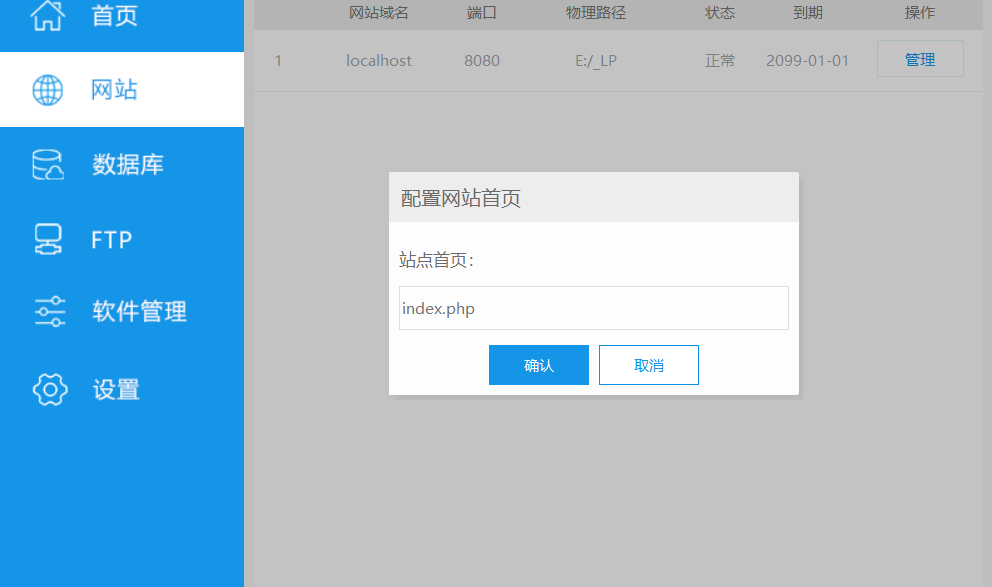 首页
网站
数据库
FTP
软件管理
设置
网站域名 端口 物理路径 状态 到期 操作
1 localhost 8080 E:/_LP 正常 2099-01-01 管理
配置网站首页
站点首页：
index.php
确认 取消